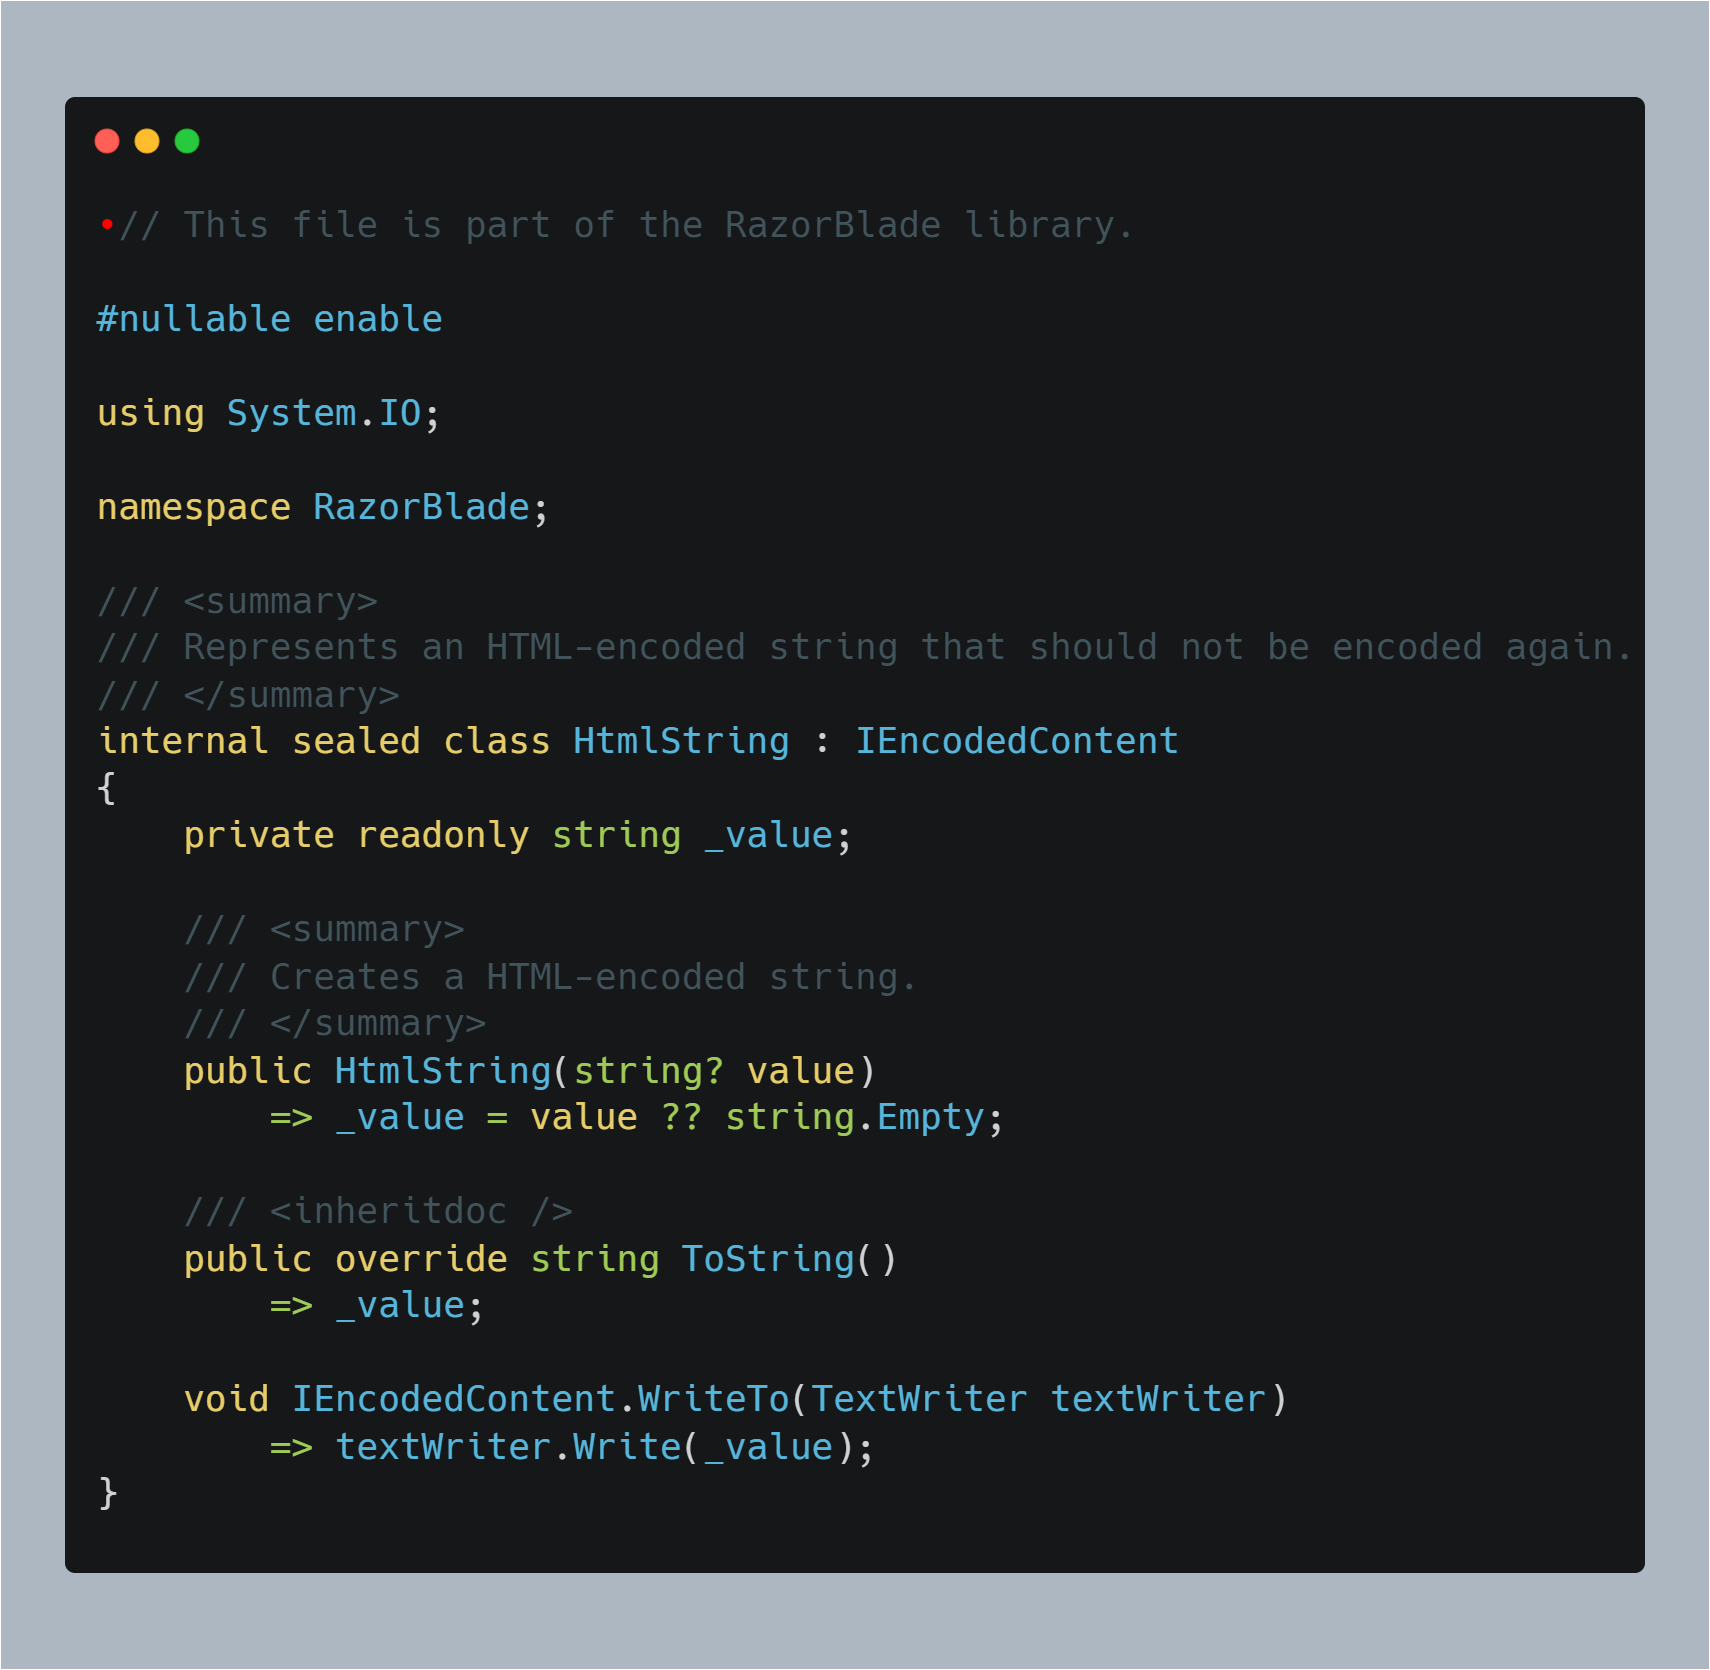 •// This file is part of the RazorBlade library.

#nullable enable

using System.IO;

namespace RazorBlade;

/// <summary>
/// Represents an HTML-encoded string that should not be encoded again.
/// </summary>
internal sealed class HtmlString : IEncodedContent
{
    private readonly string _value;

    /// <summary>
    /// Creates a HTML-encoded string.
    /// </summary>
    public HtmlString(string? value)
        => _value = value ?? string.Empty;

    /// <inheritdoc />
    public override string ToString()
        => _value;

    void IEncodedContent.WriteTo(TextWriter textWriter)
        => textWriter.Write(_value);
}